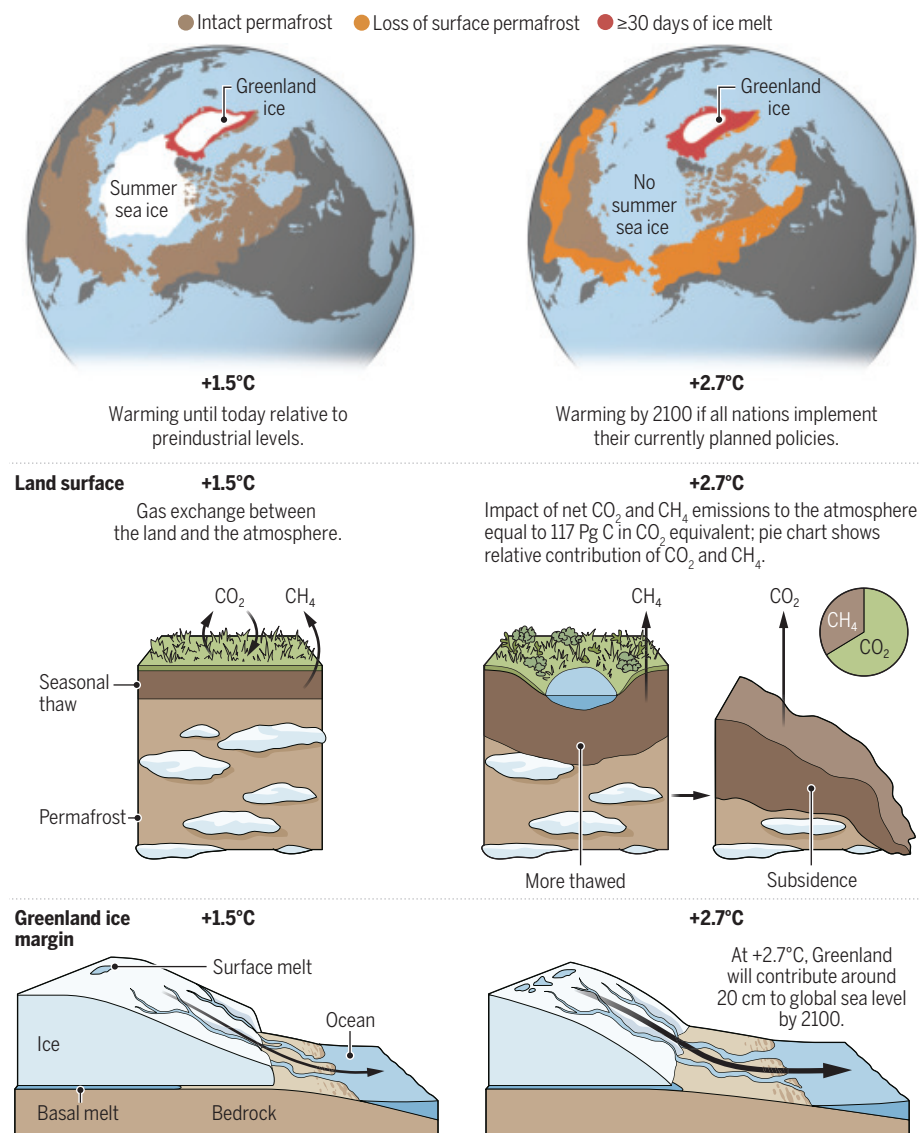 Intact permafrost
Loss of surface permafrost
≥30 days of ice melt
Greenland
ice
Summer
sea ice
Greenland
ice
No
summer
sea ice
+1.5°C
Warming until today relative to
preindustrial levels.
+2.7°C
Warming by 2100 if all nations implement
their currently planned policies.
Land surface
+1.5°C
Gas exchange between
the land and the atmosphere.
+2.7°C
Impact of net CO₂ and CH₄ emissions to the atmosphere
equal to 117 Pg C in CO₂ equivalent; pie chart shows
relative contribution of CO₂ and CH₄.
CO₂
CH₄
Seasonal
thaw
Permafrost
CH₄
CO₂
CH₄
CO₂
More thawed
Subsidence
Greenland ice
margin
+1.5°C
Surface melt
Ocean
Ice
Basal melt
Bedrock
+2.7°C
At +2.7°C, Greenland
will contribute around
20 cm to global sea level
by 2100.